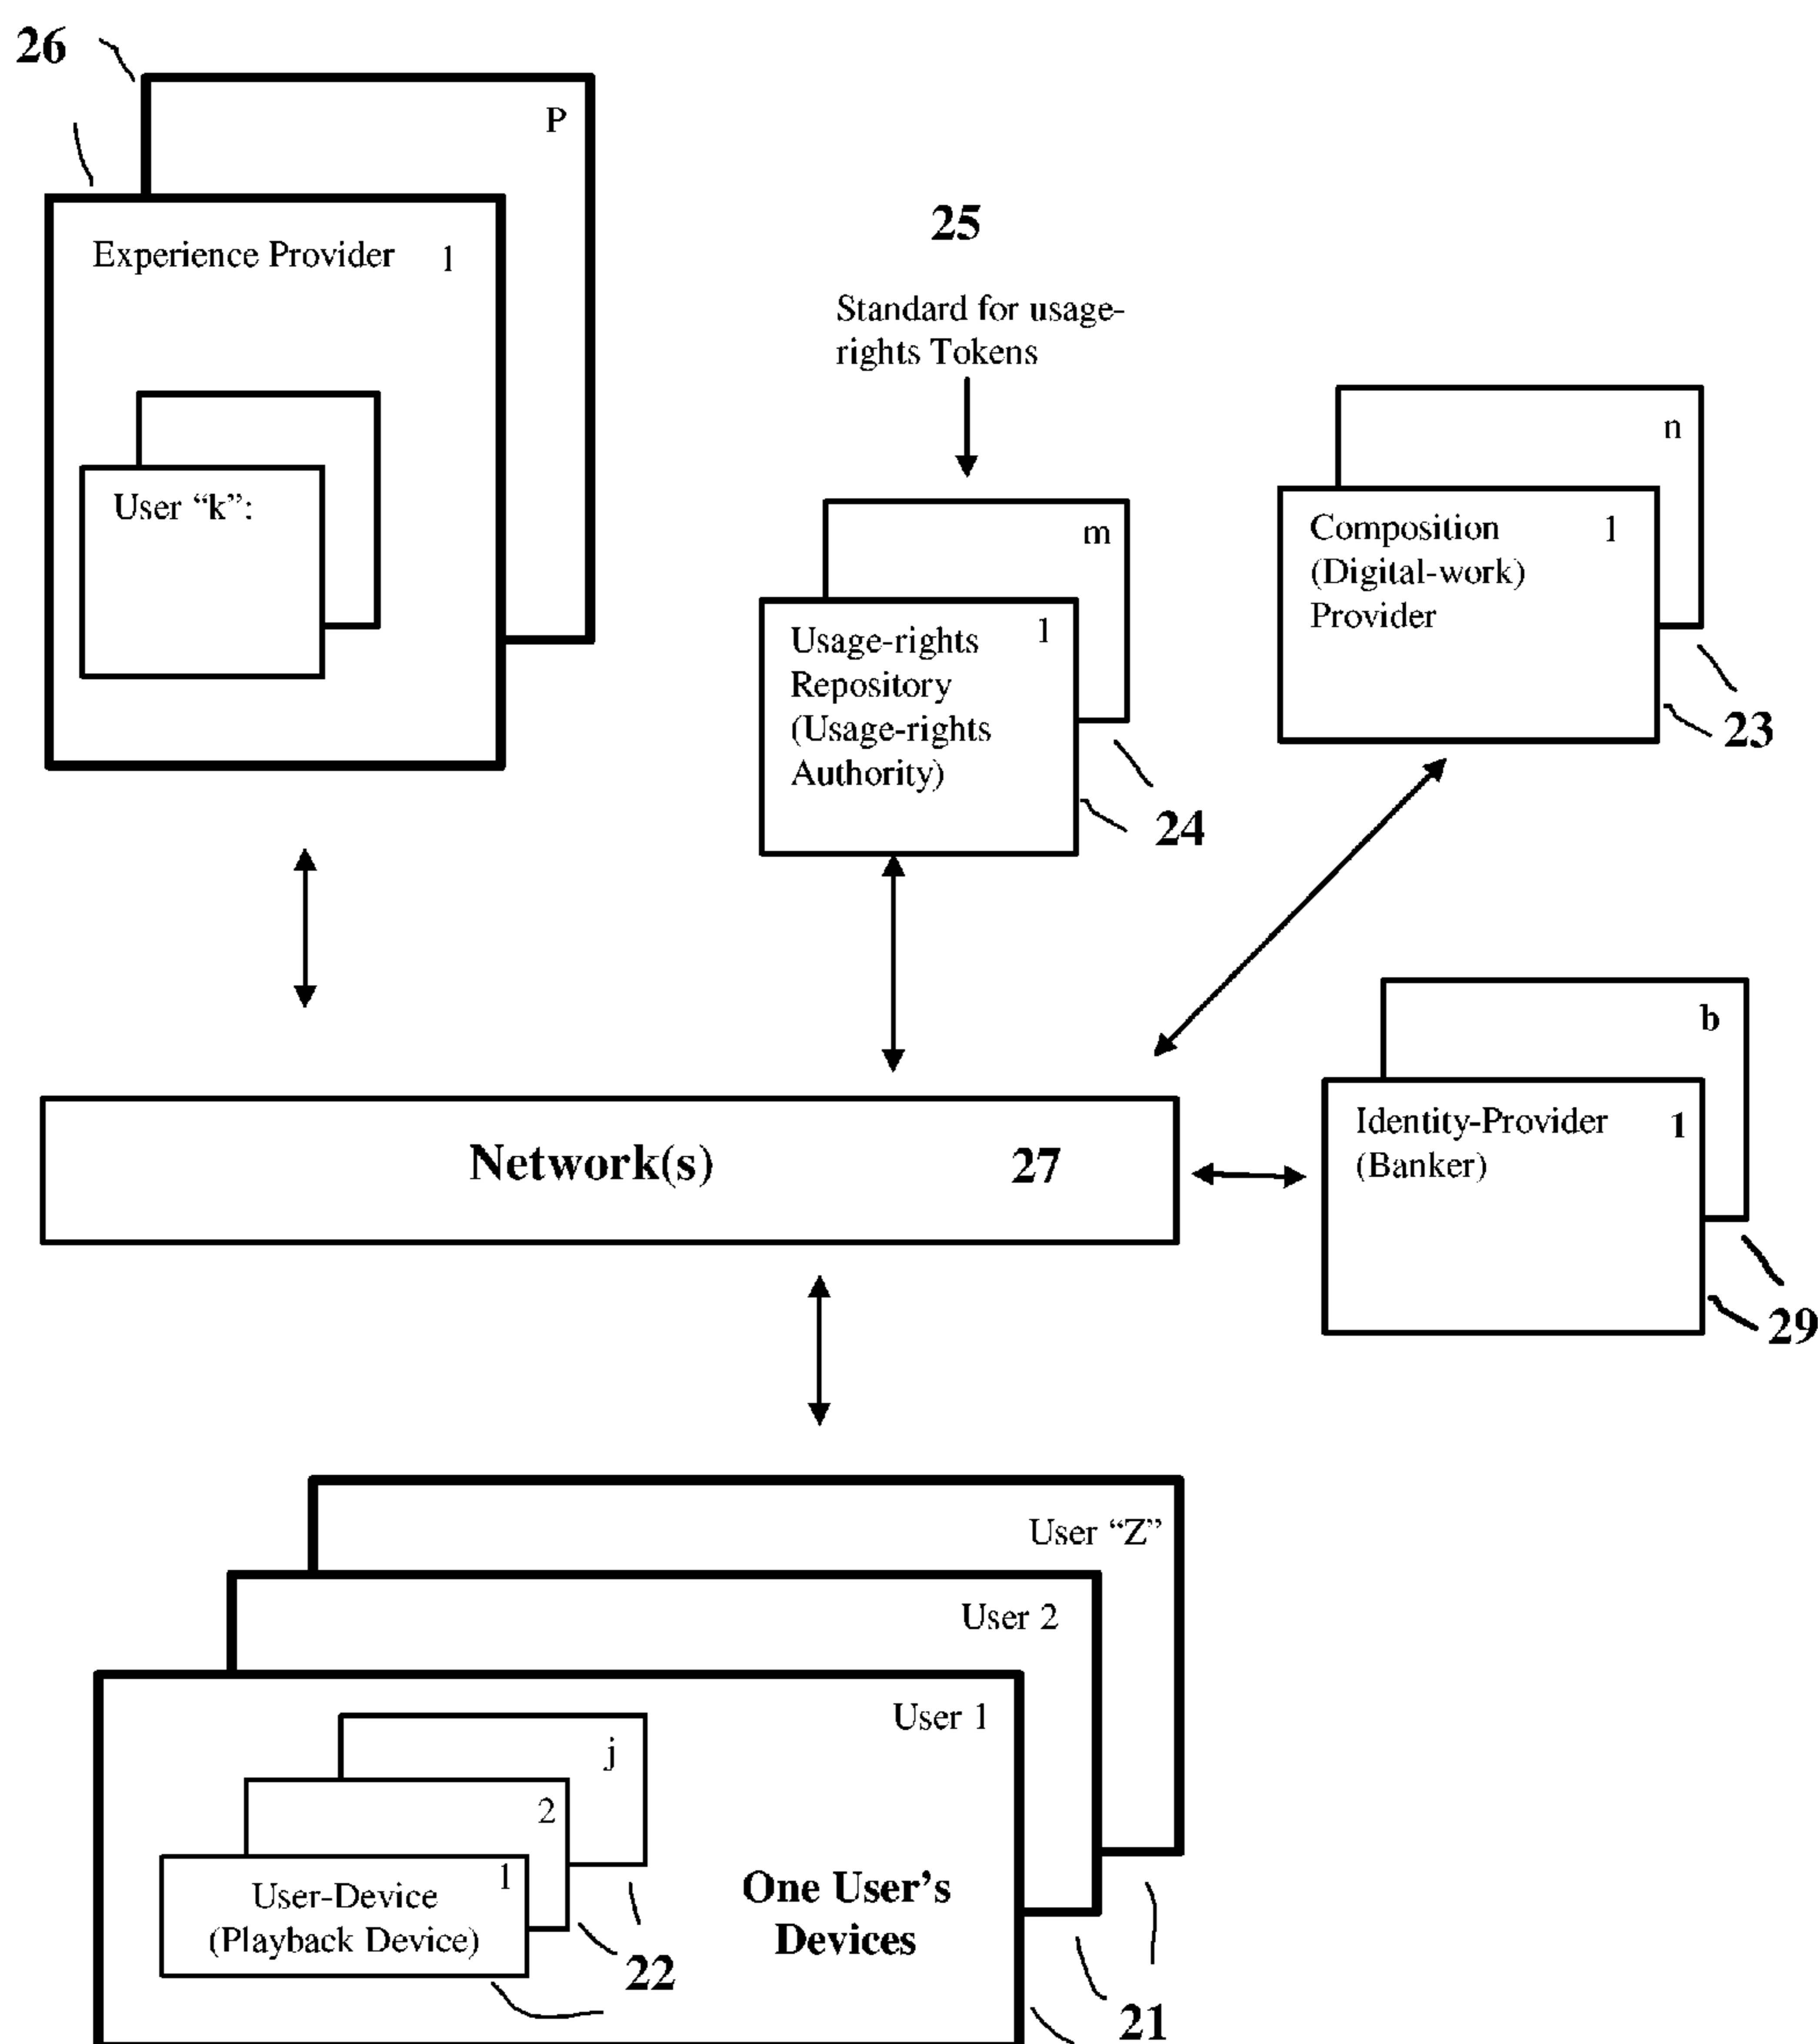 26
P
Experience Provider 1
User “k”:
25
Standard for usage-
rights Tokens
m
Usage-rights 1
Repository
(Usage-rights
Authority)
24
n
Composition 1
(Digital-work)
Provider
23
b
Identity-Provider 1
(Banker)
29
Network(s) 27
User “Z”
User 2
User 1
j
2
1
User-Device
(Playback Device)
22
One User’s
Devices
21